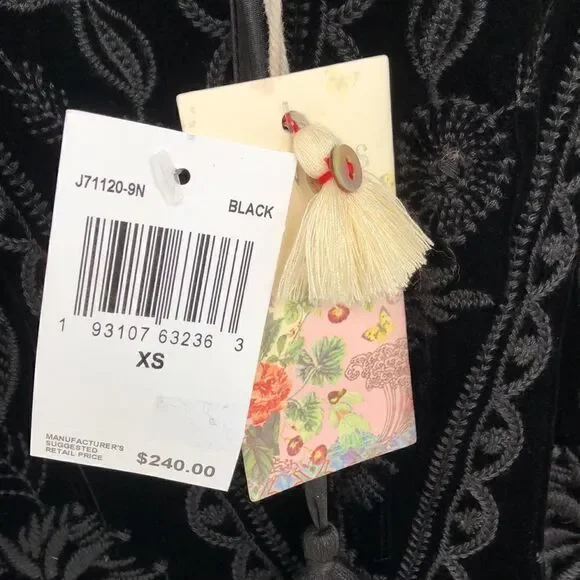 J71120-9N
BLACK
1 93107 63236 3
XS
MANUFACTURER'S
SUGGESTED
RETAIL PRICE
$240.00